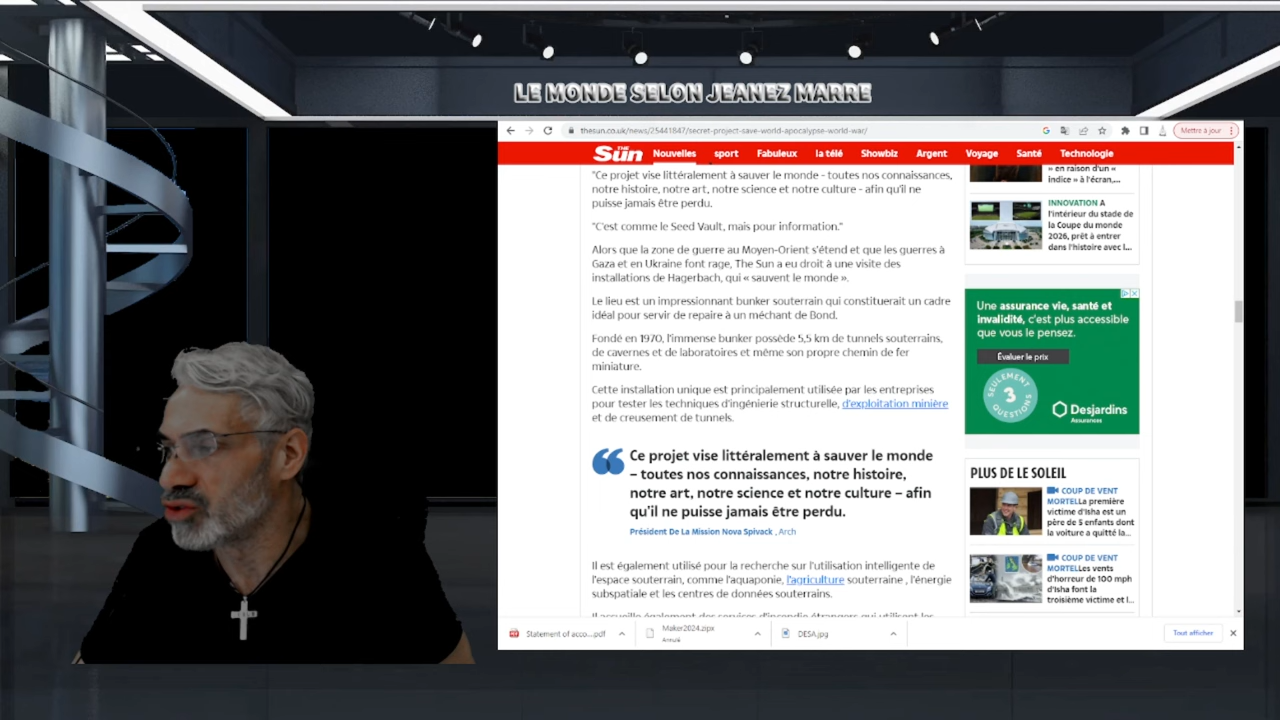 LE MONDE SELON JEANEZ MARRE
thesun.co.uk/news/25441847/secret-project-save-world-apocalypse-world-war/
Mettre à jour
THE Sun
Nouvelles sport Fabuleux la télé Showbiz Argent Voyage Santé Technologie
"Ce projet vise littéralement à sauver le monde - toutes nos connaissances,
notre histoire, notre art, notre science et notre culture - afin qu'il ne
puisse jamais être perdu.
"C'est comme le Seed Vault, mais pour information."
Alors que la zone de guerre au Moyen-Orient s'étend et que les guerres à
Gaza et en Ukraine font rage, The Sun a eu droit à une visite des
installations de Hagerbach, qui « sauvent le monde ».
Le lieu est un impressionnant bunker souterrain qui constituerait un cadre
idéal pour servir de repaire à un méchant de Bond.
Fondé en 1970, l'immense bunker possède 5,5 km de tunnels souterrains,
de cavernes et de laboratoires et même son propre chemin de fer
miniature.
Cette installation unique est principalement utilisée par les entreprises
pour tester les techniques d'ingénierie structurelle, d'exploitation minière
et de creusement de tunnels.
Ce projet vise littéralement à sauver le monde
– toutes nos connaissances, notre histoire,
notre art, notre science et notre culture – afin
qu'il ne puisse jamais être perdu.
Président De La Mission Nova Spivack , Arch
Il est également utilisé pour la recherche sur l'utilisation intelligente de
l'espace souterrain, comme l'aquaponie, l'agriculture souterraine , l'énergie
subspatiale et les centres de données souterrains.
Il accueille également des services d'incendie étrangers qui utilisent les
» en raison d'un «
indice » à l'écran,...
INNOVATION A
l'intérieur du stade de
la Coupe du monde
2026, prêt à entrer
dans l'histoire avec l...
Une assurance vie, santé et
invalidité, c'est plus accessible
que vous le pensez.
Évaluer le prix
SEULEMENT
3
QUESTIONS
Desjardins
Assurances
PLUS DE LE SOLEIL
COUP DE VENT
MORTELLa première
victime d'Isha est un
père de 5 enfants dont
la voiture a quitté la...
COUP DE VENT
MORTELLes vents
d'horreur de 100 mph
d'Isha font la
troisième victime et l...
Statement of acco....pdf
Maker2024.zipx
Annulé
DESA.jpg
Tout afficher